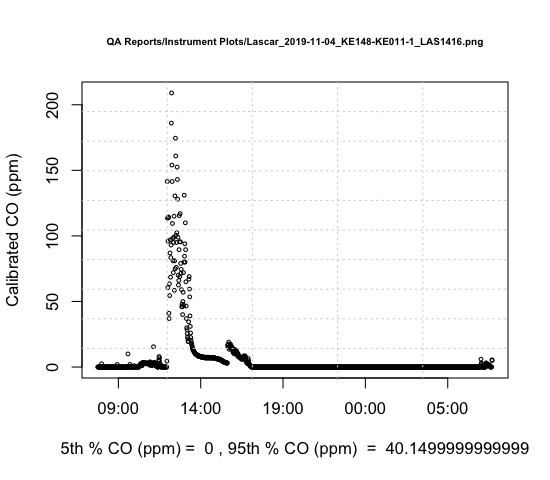 QA Reports/Instrument Plots/Lascar_2019-11-04_KE148-KE011-1_LAS1416.png
Calibrated CO (ppm)
200
150
100
50
0
09:00 14:00 19:00 00:00 05:00
5th % CO (ppm) = 0 , 95th % CO (ppm) = 40.1499999999999